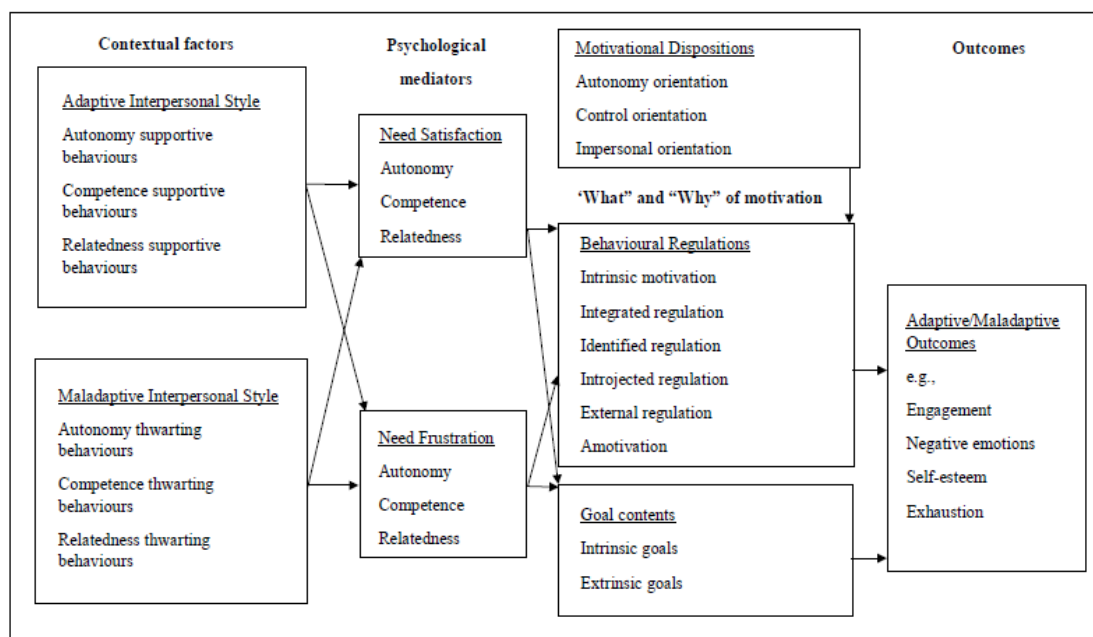 Contextual factors
Adaptive Interpersonal Style
Autonomy supportive
behaviours
Competence supportive
behaviours
Relatedness supportive
behaviours
Maladaptive Interpersonal Style
Autonomy thwarting
behaviours
Competence thwarting
behaviours
Relatedness thwarting
behaviours
Psychological
mediators
Need Satisfaction
Autonomy
Competence
Relatedness
Need Frustration
Autonomy
Competence
Relatedness
Motivational Dispositions
Autonomy orientation
Control orientation
Impersonal orientation
‘What” and “Why” of motivation
Behavioural Regulations
Intrinsic motivation
Integrated regulation
Identified regulation
Introjected regulation
External regulation
Amotivation
Goal contents
Intrinsic goals
Extrinsic goals
Outcomes
Adaptive/Maladaptive
Outcomes
e.g.,
Engagement
Negative emotions
Self-esteem
Exhaustion